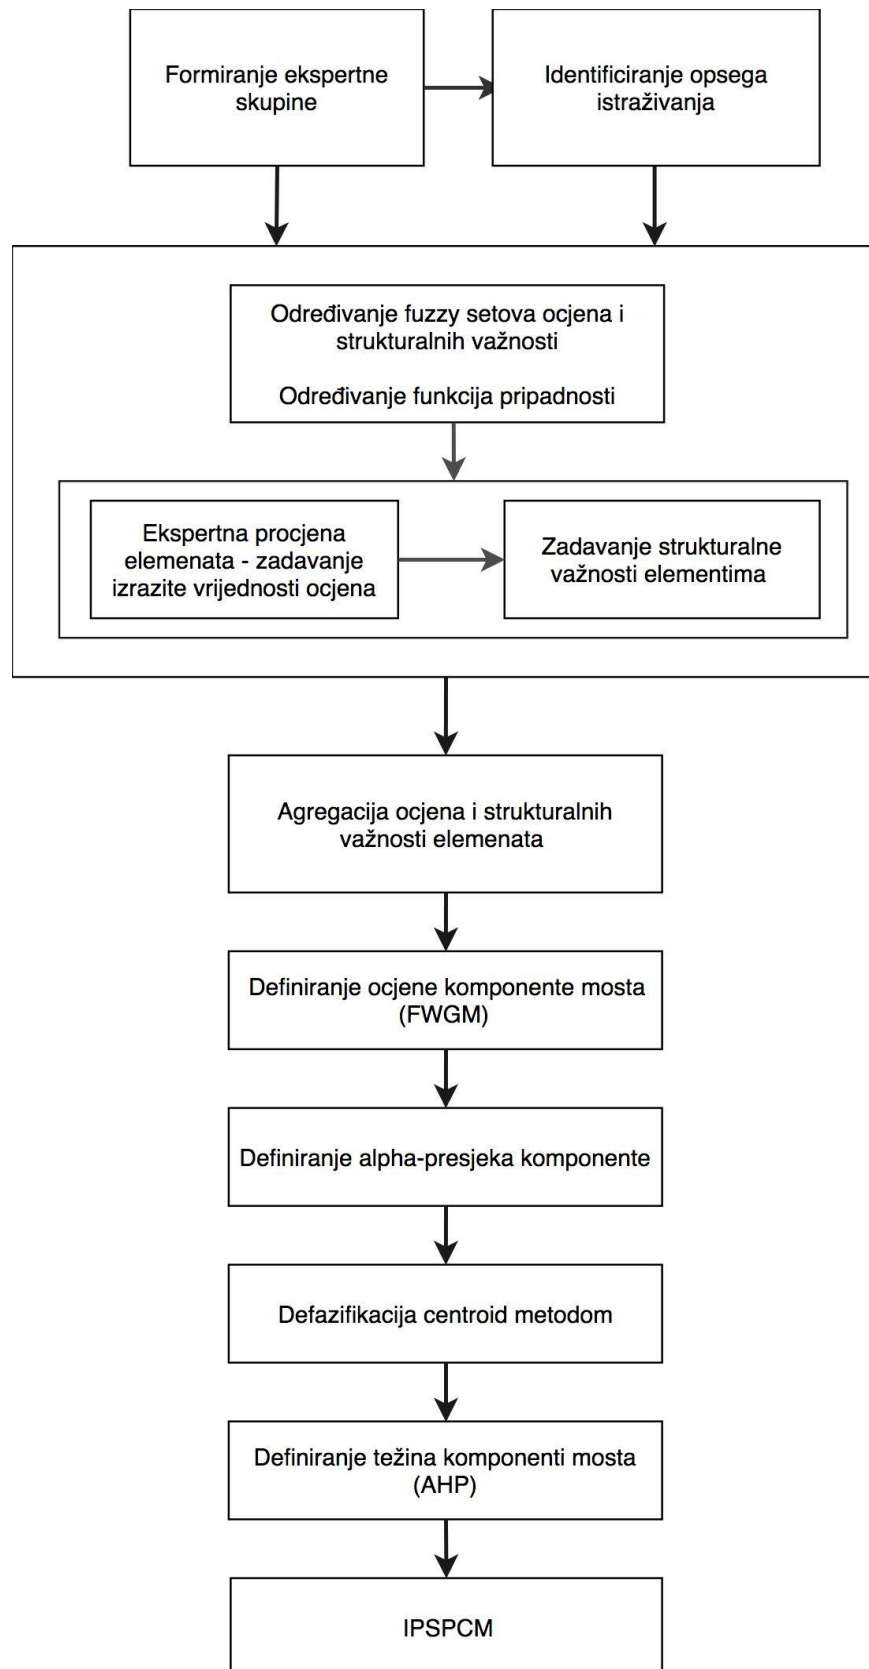 Formiranje ekspertne
skupine
Identificiranje opsega
istraživanja
Određivanje fuzzy setova ocjena i
strukturalnih važnosti
Određivanje funkcija pripadnosti
Ekspertna procjena
elemenata - zadavanje
izrazite vrijednosti ocjena
Zadavanje strukturalne
važnosti elementima
Agregacija ocjena i strukturalnih
važnosti elemenata
Definiranje ocjene komponente mosta
(FWGM)
Definiranje alpha-presjeka komponente
Defazifikacija centroid metodom
Definiranje težina komponenti mosta
(AHP)
IPSPCM